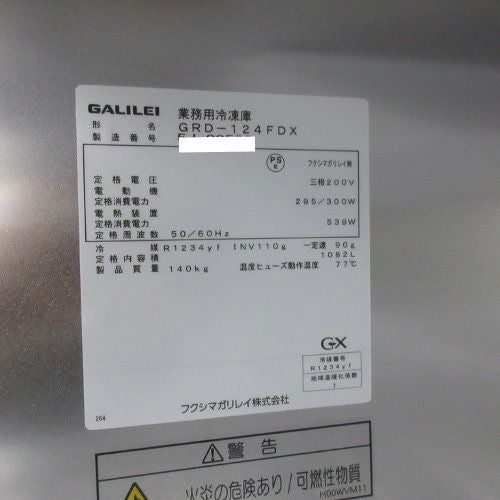 GALILEI 業務用冷凍庫
形名 GRD-124FDX
製造番号
PS E フクシマガリレイ㈱
定格電圧 三相200V
電動機
定格消費電力 295/300W
電熱装置
定格消費電力 539W
定格周波数 50/60Hz
冷媒 R1234yf INV110g 一定速 90g
定格内容積 1082L
製品質量 140kg 温度ヒューズ動作温度 77℃
GX
冷媒番号
R1234yf
地球温暖化係数
1
264 フクシマガリレイ株式会社
警告
火炎の危険あり/可燃性物質
H00WVM11